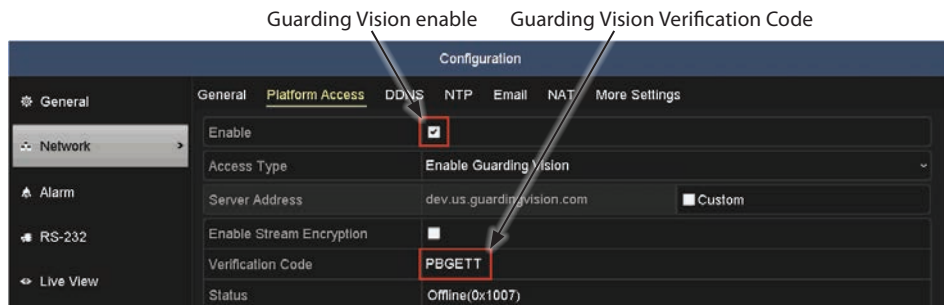 Guarding Vision enable Guarding Vision Verification Code
Configuration
General
Network >
Alarm
RS-232
Live View
General Platform Access DDNS NTP Email NAT More Settings
Enable
Access Type Enable Guarding Vision
Server Address dev.us.guardingvision.com Custom
Enable Stream Encryption
Verification Code PBGETT
Status Offline(0x1007)